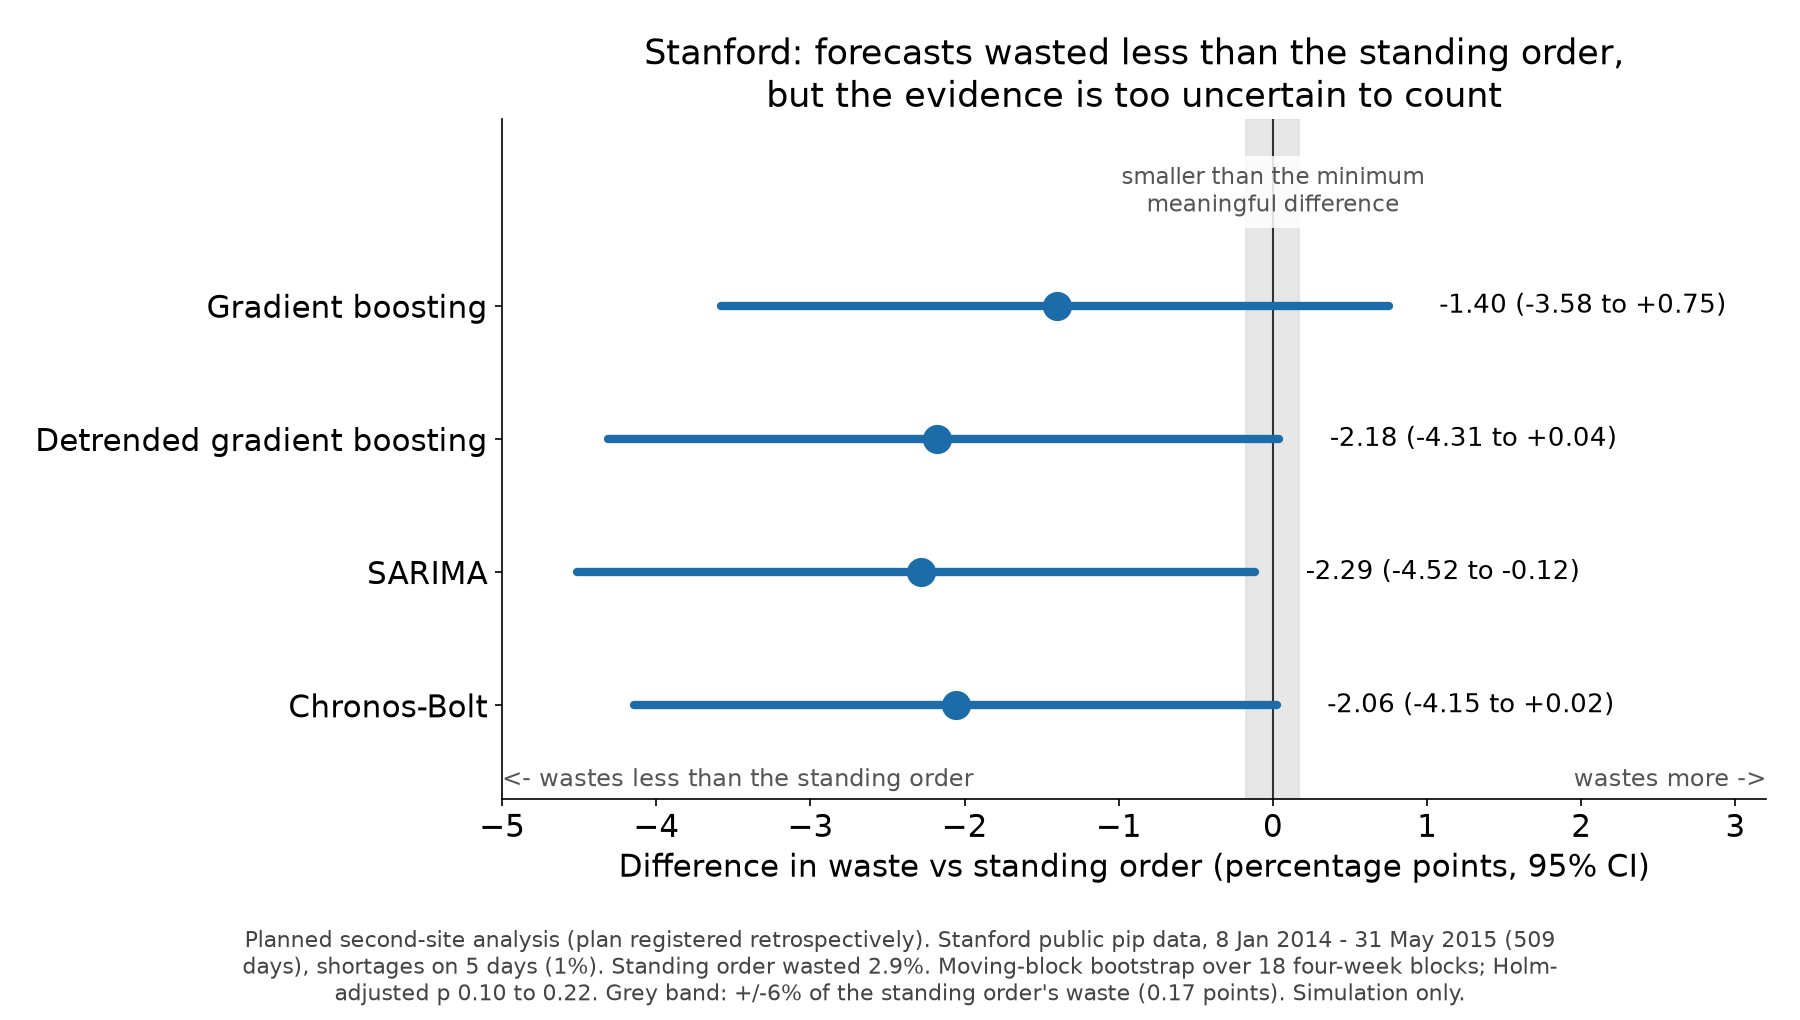 Stanford: forecasts wasted less than the standing order,
but the evidence is too uncertain to count
smaller than the minimum
meaningful difference
Gradient boosting
-1.40 (-3.58 to +0.75)
Detrended gradient boosting
-2.18 (-4.31 to +0.04)
SARIMA
-2.29 (-4.52 to -0.12)
Chronos-Bolt
-2.06 (-4.15 to +0.02)
<- wastes less than the standing order
wastes more ->
−5 −4 −3 −2 −1 0 1 2 3
Difference in waste vs standing order (percentage points, 95% CI)
Planned second-site analysis (plan registered retrospectively). Stanford public pip data, 8 Jan 2014 - 31 May 2015 (509
days), shortages on 5 days (1%). Standing order wasted 2.9%. Moving-block bootstrap over 18 four-week blocks; Holm-
adjusted p 0.10 to 0.22. Grey band: +/-6% of the standing order's waste (0.17 points). Simulation only.